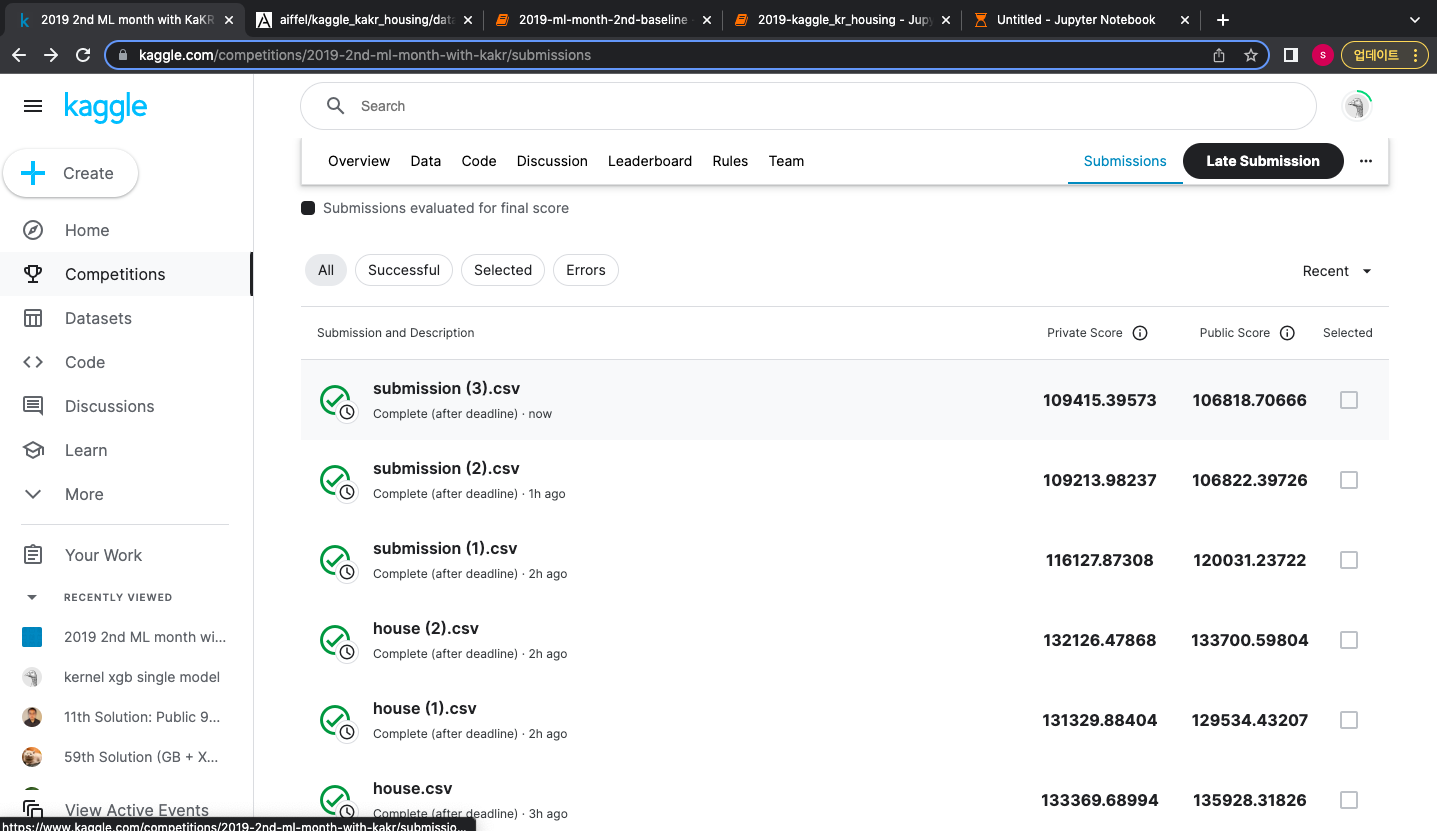 2019 2nd ML month with KaKR
aiffel/kaggle_kakr_housing/data
2019-ml-month-2nd-baseline -
2019-kaggle_kr_housing - Jupy
Untitled - Jupyter Notebook
kaggle.com/competitions/2019-2nd-ml-month-with-kakr/submissions
s
업데이트
kaggle
Search
Create
Overview
Data
Code
Discussion
Leaderboard
Rules
Team
Submissions
Late Submission
Submissions evaluated for final score
Home
Competitions
Datasets
Code
Discussions
Learn
More
Your Work
RECENTLY VIEWED
2019 2nd ML month wi...
kernel xgb single model
11th Solution: Public 9...
59th Solution (GB + X...
View Active Events
All
Successful
Selected
Errors
Recent
Submission and Description
Private Score
Public Score
Selected
submission (3).csv
Complete (after deadline) · now
109415.39573
106818.70666
submission (2).csv
Complete (after deadline) · 1h ago
109213.98237
106822.39726
submission (1).csv
Complete (after deadline) · 2h ago
116127.87308
120031.23722
house (2).csv
Complete (after deadline) · 2h ago
132126.47868
133700.59804
house (1).csv
Complete (after deadline) · 2h ago
131329.88404
129534.43207
house.csv
Complete (after deadline) · 3h ago
133369.68994
135928.31826
https://www.kaggle.com/competitions/2019-2nd-ml-month-with-kakr/submissio...